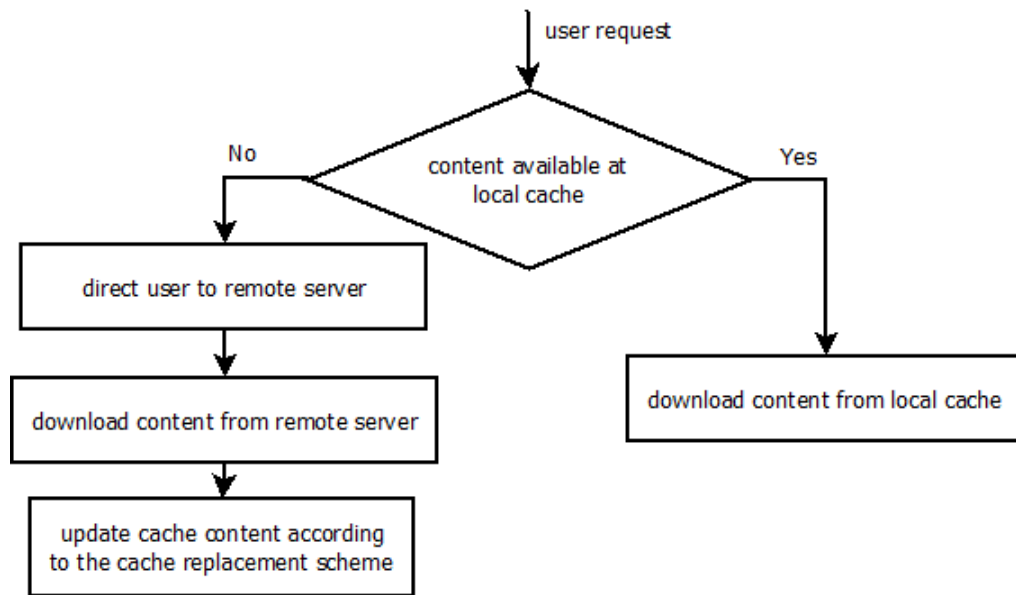 user request
No
content available at
local cache
Yes
direct user to remote server
download content from remote server
download content from local cache
update cache content according
to the cache replacement scheme